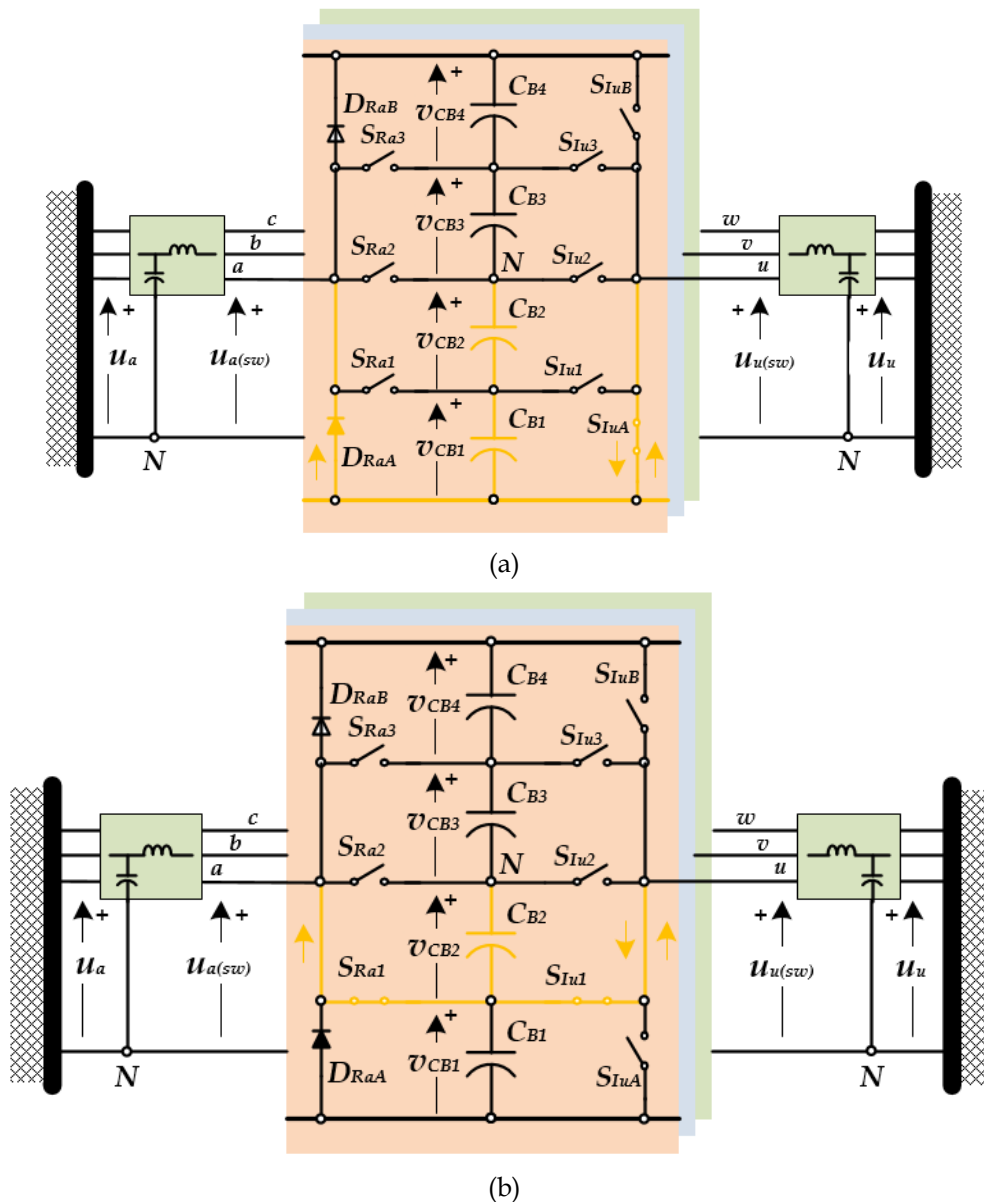 D_RaB
S_Ra3
v_CB4
+
C_B4
S_IuB
S_Iu3
c
b
a
S_Ra2
v_CB3
+
C_B3
N
S_Iu2
w
v
u
+
u_a
+
u_a(sw)
N
S_Ra1
v_CB2
+
C_B2
S_Iu1
D_RaA
v_CB1
+
C_B1
S_IuA
+
u_u(sw)
+
u_u
N
(a)
D_RaB
S_Ra3
v_CB4
+
C_B4
S_IuB
S_Iu3
c
b
a
S_Ra2
v_CB3
+
C_B3
N
S_Iu2
w
v
u
+
u_a
+
u_a(sw)
N
S_Ra1
v_CB2
+
C_B2
S_Iu1
D_RaA
v_CB1
+
C_B1
S_IuA
+
u_u(sw)
+
u_u
N
(b)